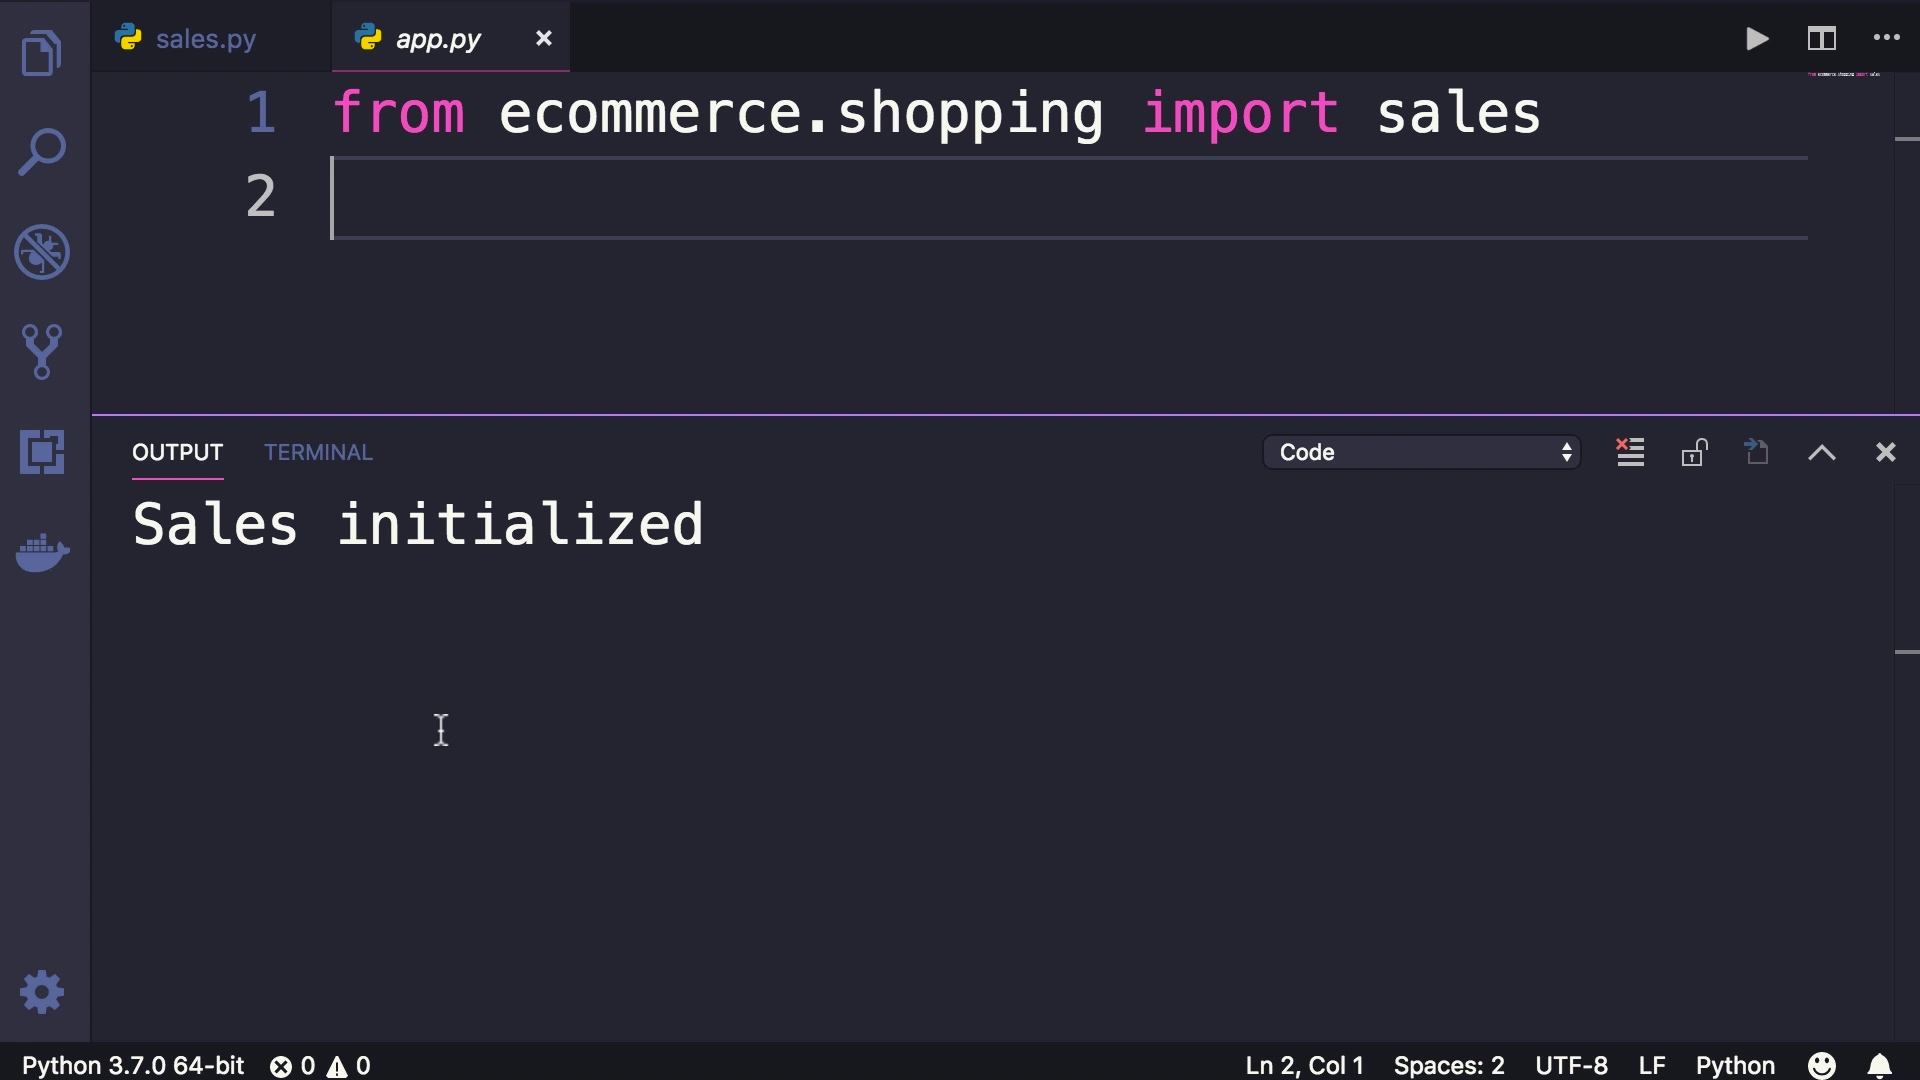 sales.py
app.py
1 from ecommerce.shopping import sales
2
OUTPUT TERMINAL Code
Sales initialized
Python 3.7.0 64-bit 0 0 Ln 2, Col 1 Spaces: 2 UTF-8 LF Python